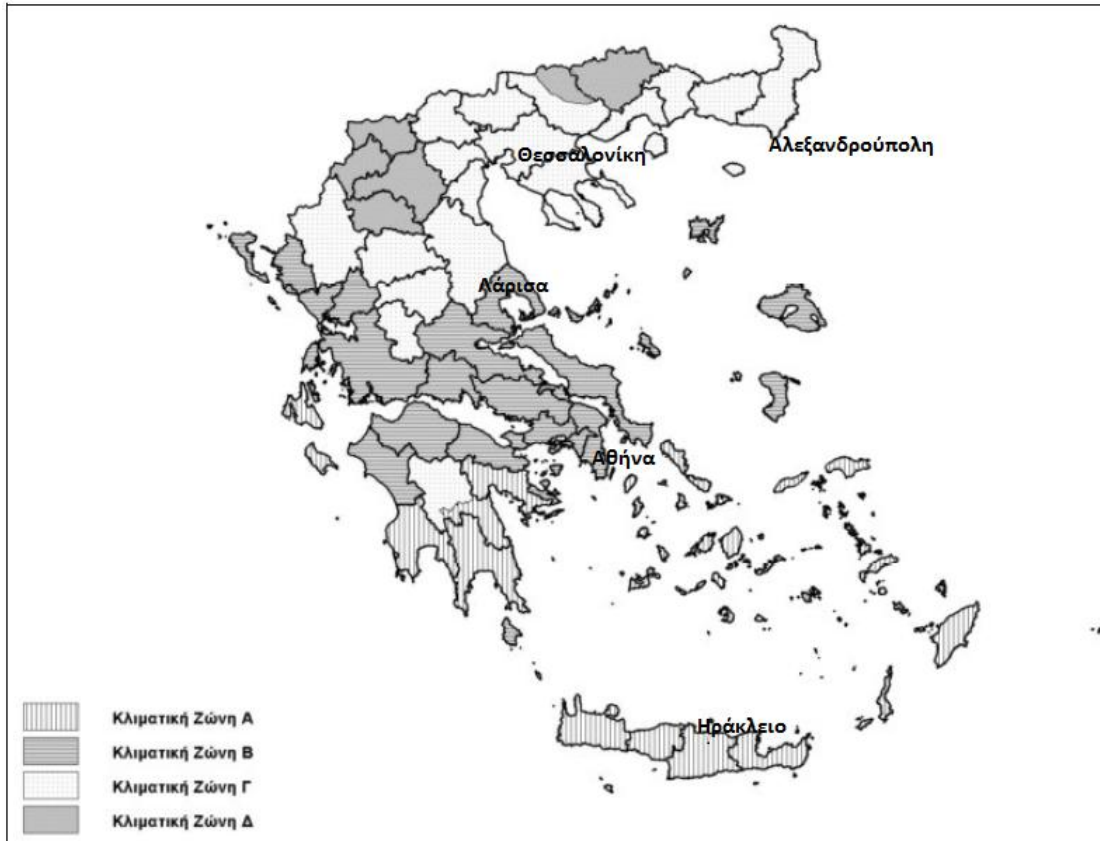 Αλεξανδρούπολη
Θεσσαλονίκη
Λάρισα
Αθήνα
Ηράκλειο
Κλιματική Ζώνη Α
Κλιματική Ζώνη Β
Κλιματική Ζώνη Γ
Κλιματική Ζώνη Δ